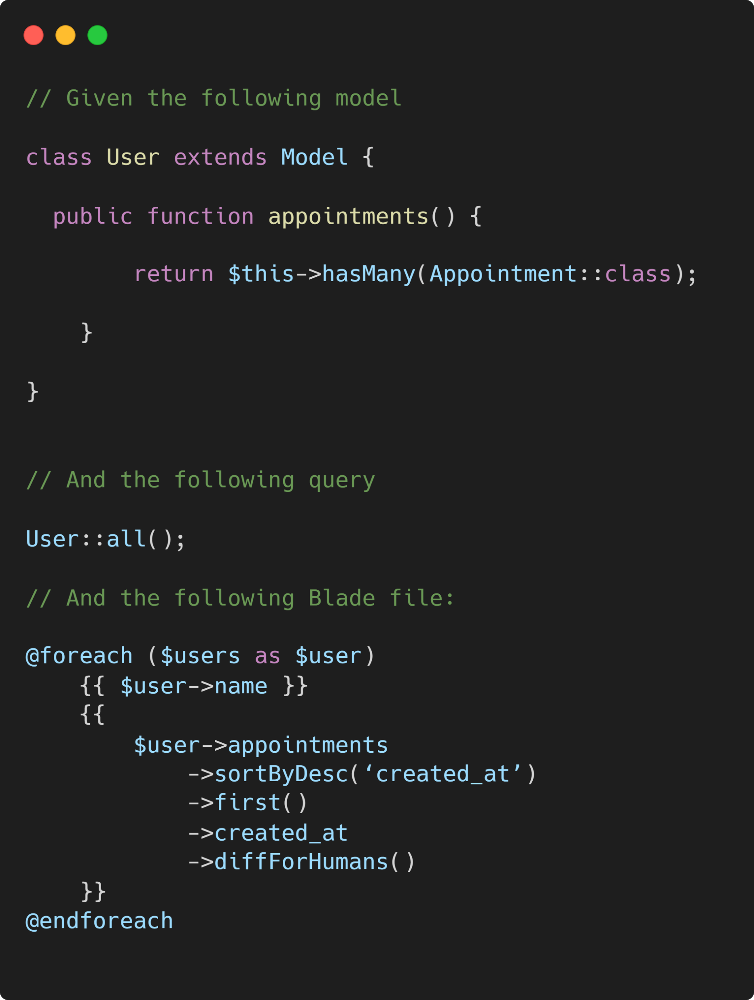 // Given the following model
class User extends Model {
  public function appointments() {
        return $this->hasMany(Appointment::class);
    }
}
// And the following query
User::all();
// And the following Blade file:
@foreach ($users as $user)
    {{ $user->name }}
    {{
        $user->appointments
            ->sortByDesc(‘created_at’)
            ->first()
            ->created_at
            ->diffForHumans()
    }}
@endforeach